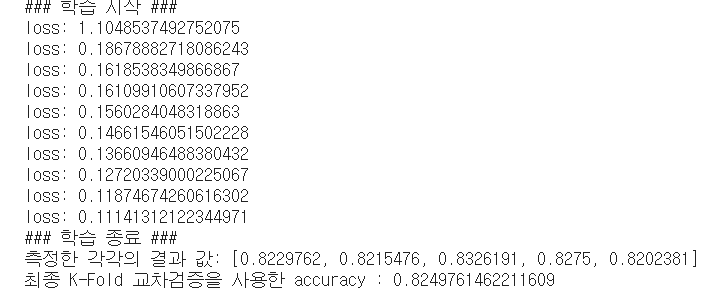 ### 학습 시작 ###
loss: 1.1048537492752075
loss: 0.18678882718086243
loss: 0.1618538349866867
loss: 0.16109910607337952
loss: 0.1560284048318863
loss: 0.14661546051502228
loss: 0.13660946488380432
loss: 0.12720339000225067
loss: 0.11874674260616302
loss: 0.11141312122344971
### 학습 종료 ###
측정한 각각의 결과 값: [0.8229762, 0.8215476, 0.8326191, 0.8275, 0.8202381]
최종 K-Fold 교차검증을 사용한 accuracy : 0.8249761462211609